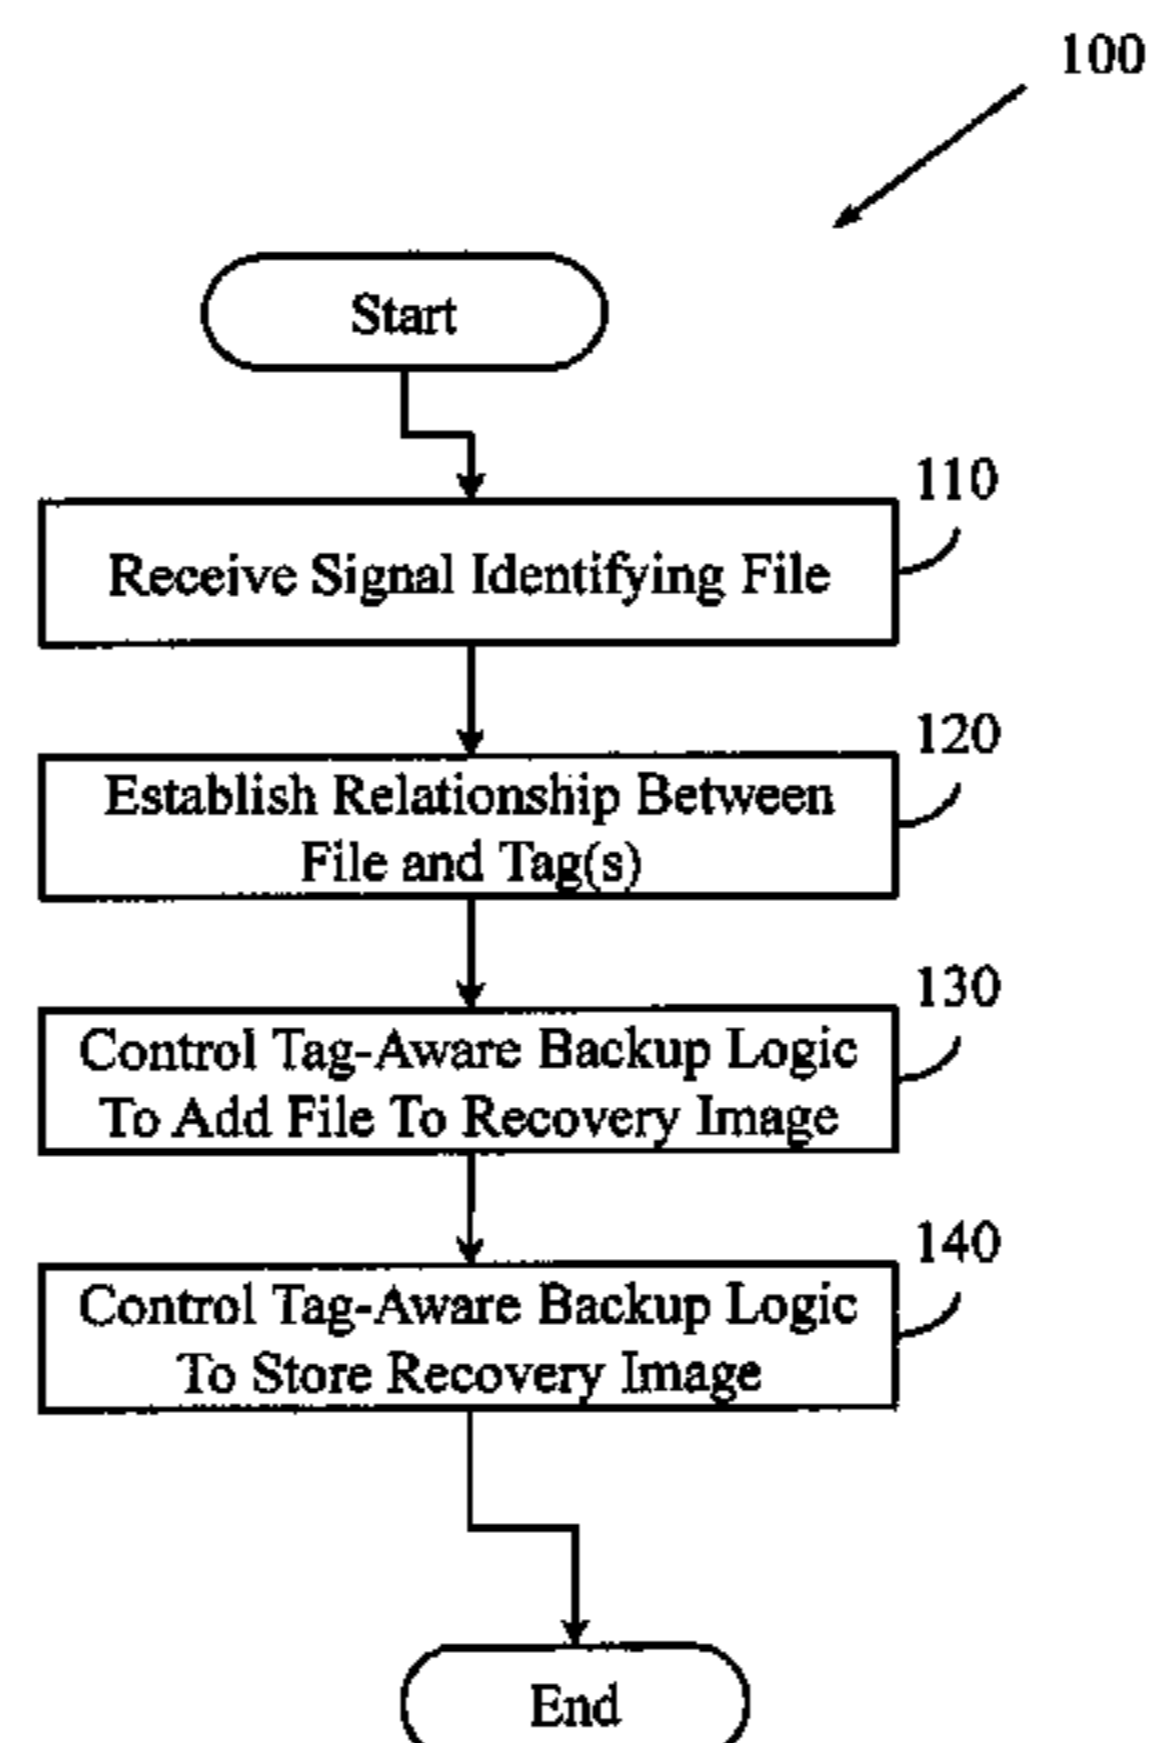 100
Start
110
Receive Signal Identifying File
120
Establish Relationship Between
File and Tag(s)
130
Control Tag-Aware Backup Logic
To Add File To Recovery Image
140
Control Tag-Aware Backup Logic
To Store Recovery Image
End